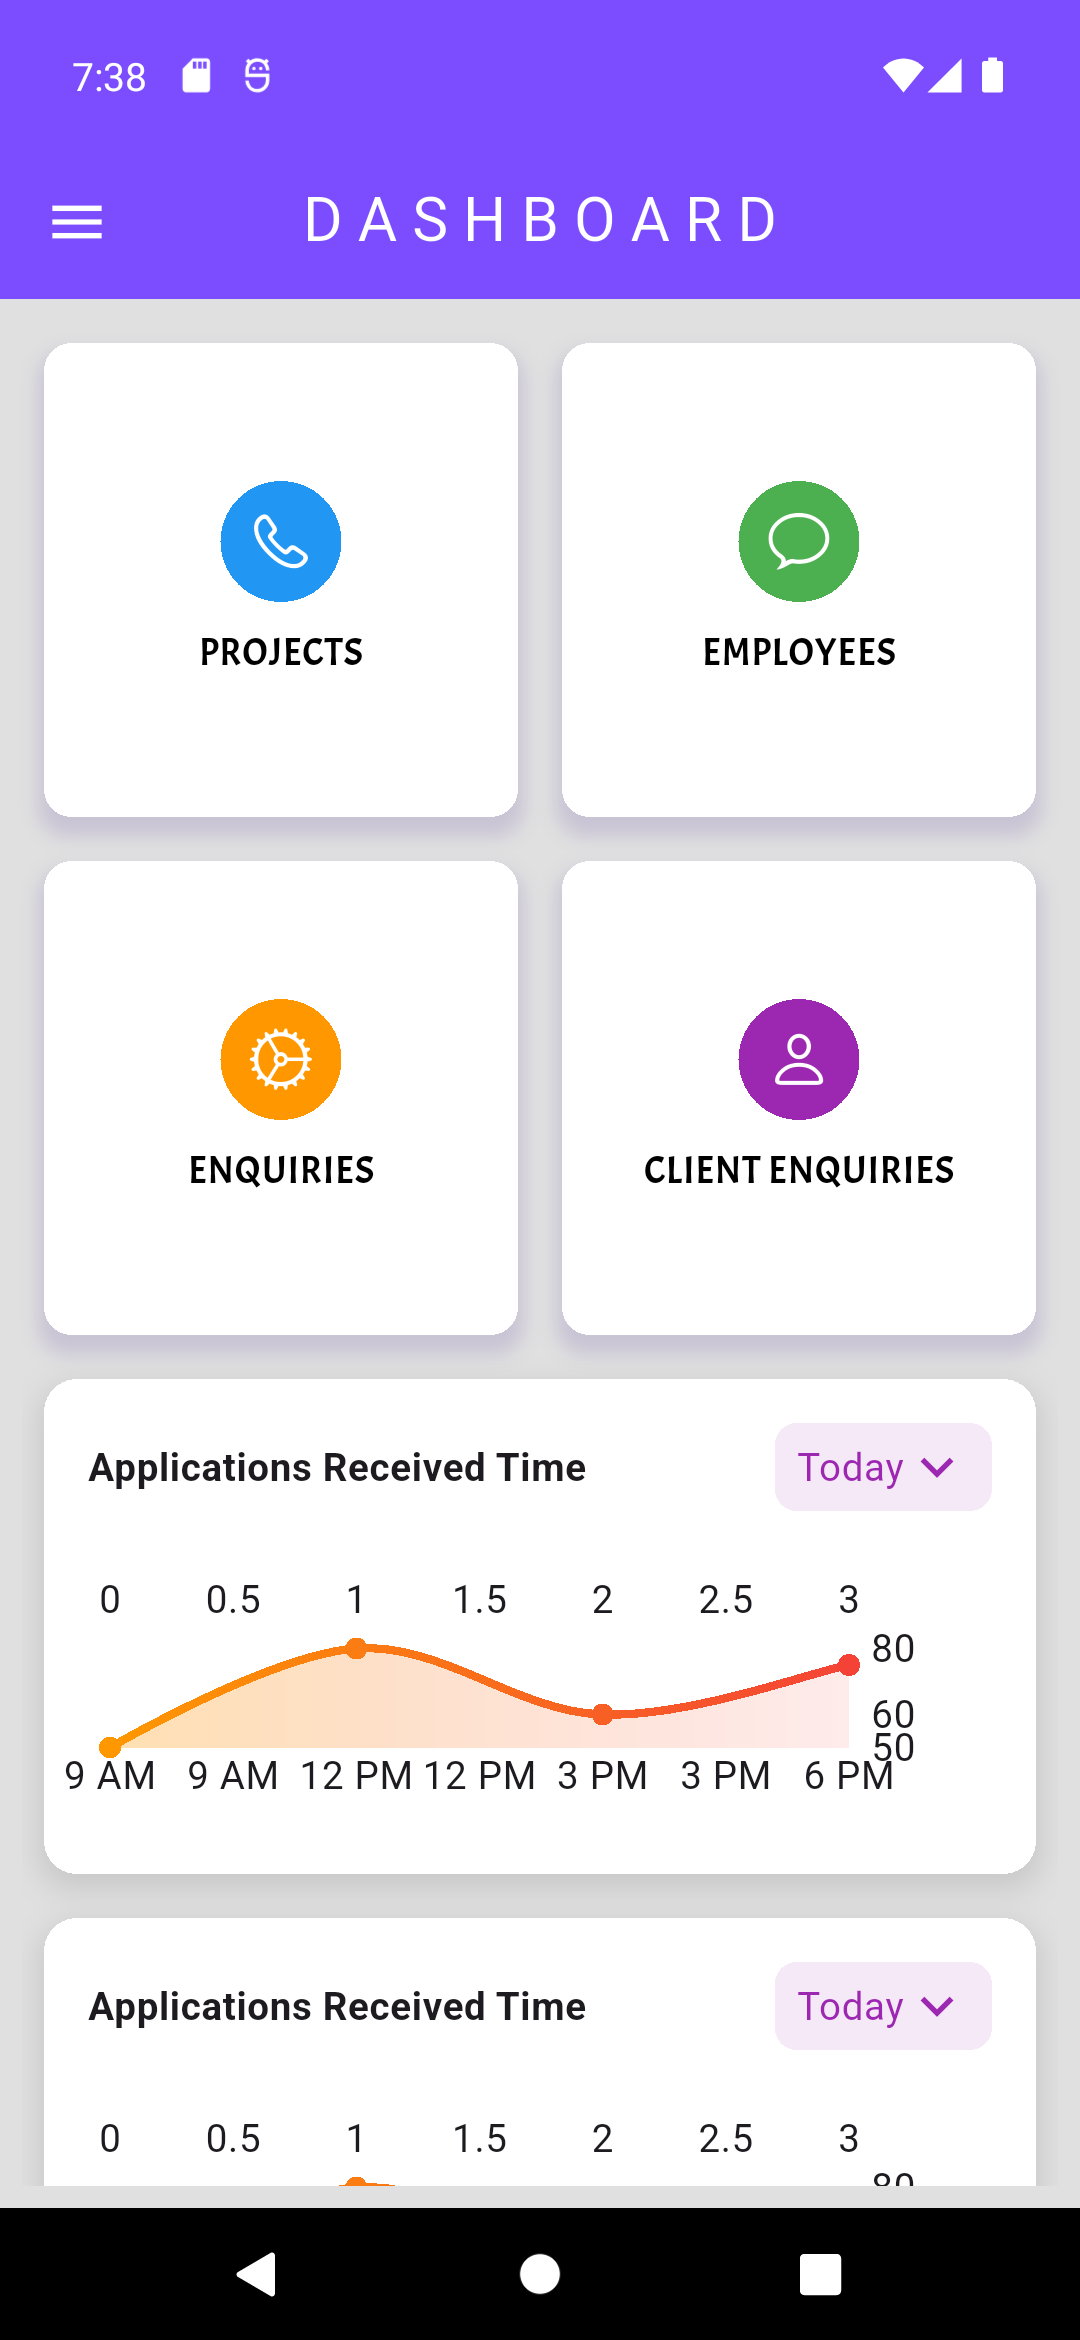 7:38
DASHBOARD
PROJECTS
EMPLOYEES
ENQUIRIES
CLIENT ENQUIRIES
Applications Received Time
Today
0 0.5 1 1.5 2 2.5 3
80
60
50
9 AM 9 AM 12 PM 12 PM 3 PM 3 PM 6 PM
Applications Received Time
Today
0 0.5 1 1.5 2 2.5 3
80